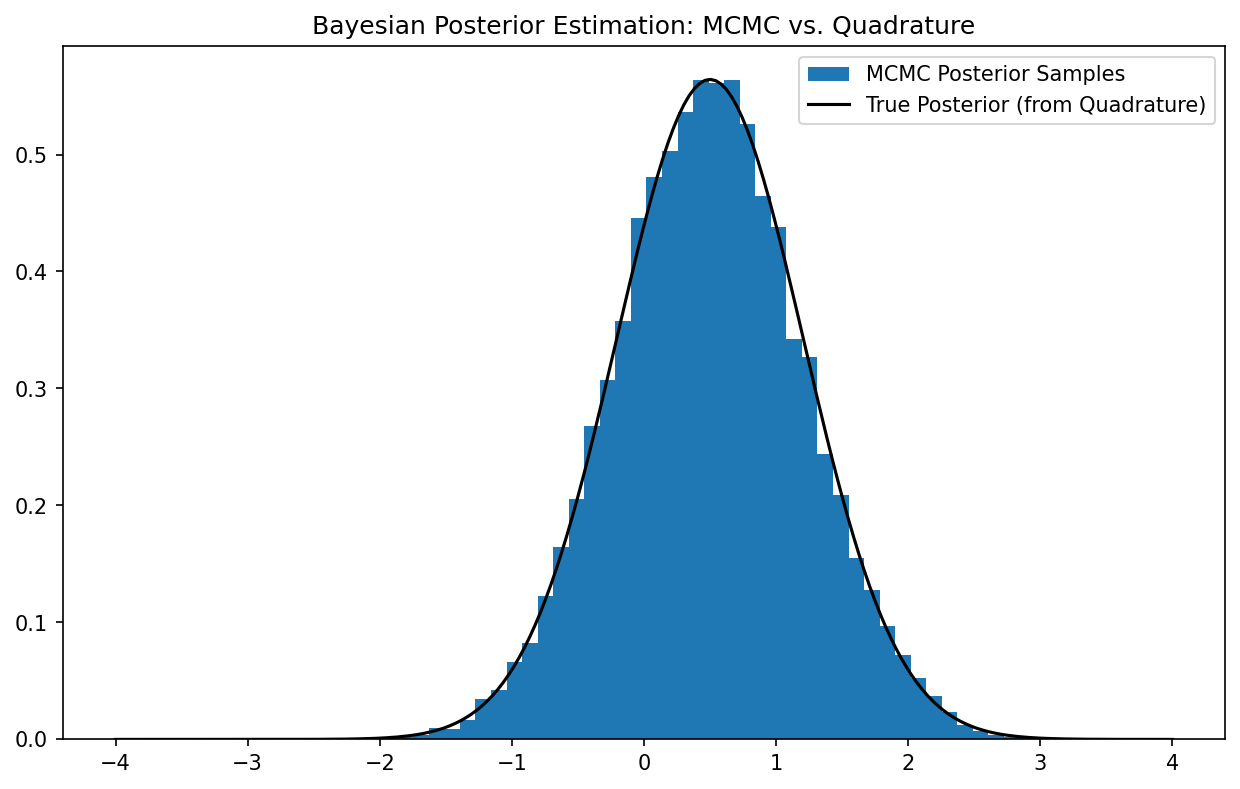 Bayesian Posterior Estimation: MCMC vs. Quadrature
MCMC Posterior Samples
True Posterior (from Quadrature)
0.5
0.4
0.3
0.2
0.1
0.0
−4 −3 −2 −1 0 1 2 3 4